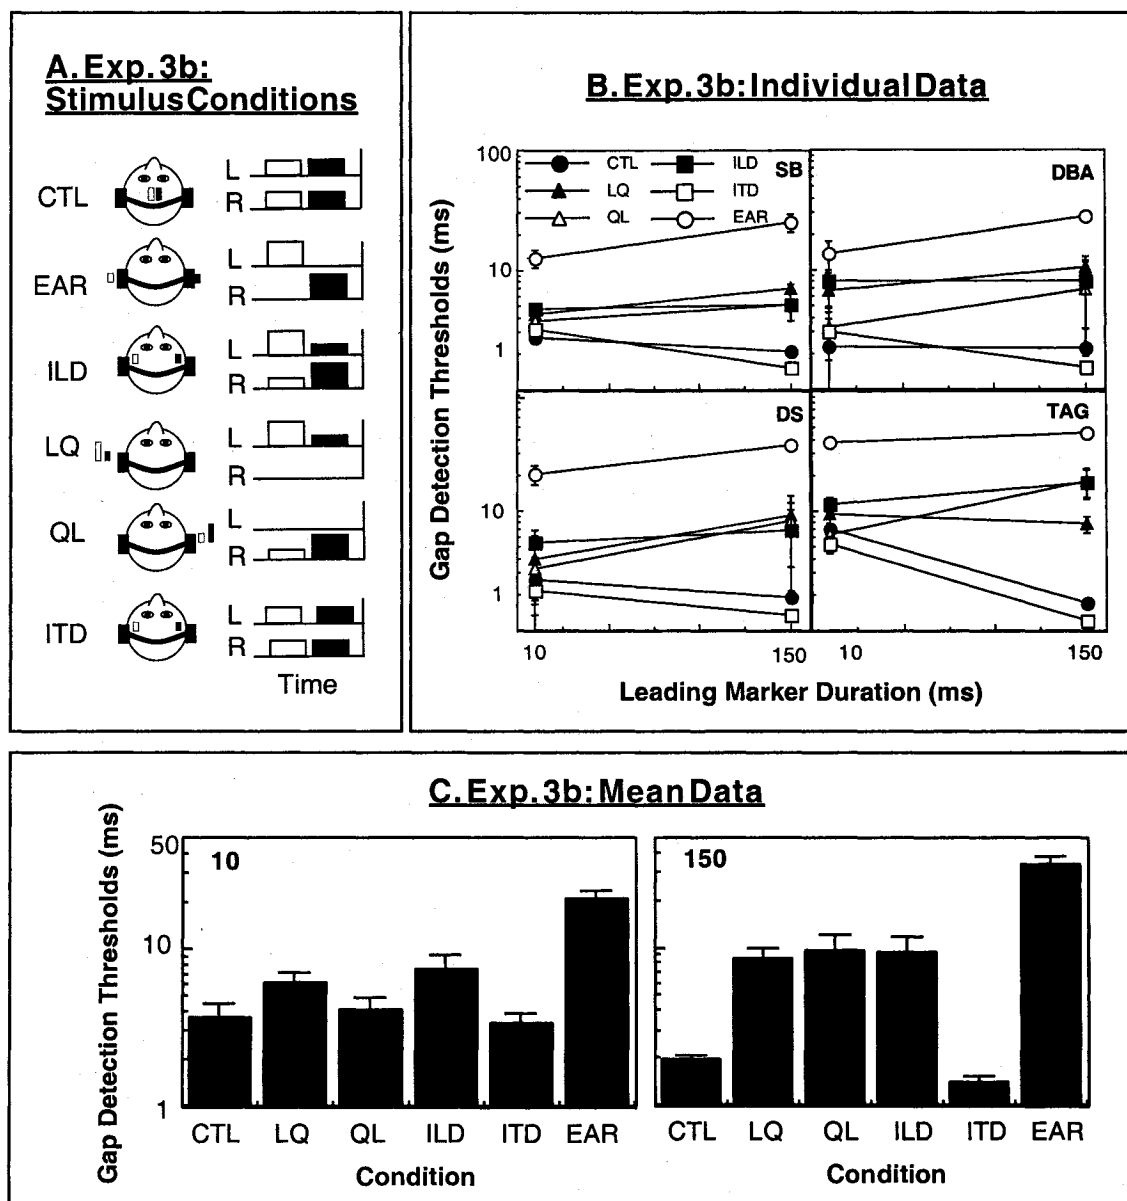 A. Exp. 3b:
Stimulus Conditions
CTL
L
R
EAR
L
R
ILD
L
R
LQ
L
R
QL
L
R
ITD
L
R
Time
B. Exp. 3b: Individual Data
Gap Detection Thresholds (ms)
100
10
1
10
1
CTL
ILD
LQ
ITD
QL
EAR
SB
DBA
DS
TAG
10
150
10
150
Leading Marker Duration (ms)
C. Exp. 3b: Mean Data
Gap Detection Thresholds (ms)
50
10
1
10
150
CTL LQ QL ILD ITD EAR
CTL LQ QL ILD ITD EAR
Condition
Condition